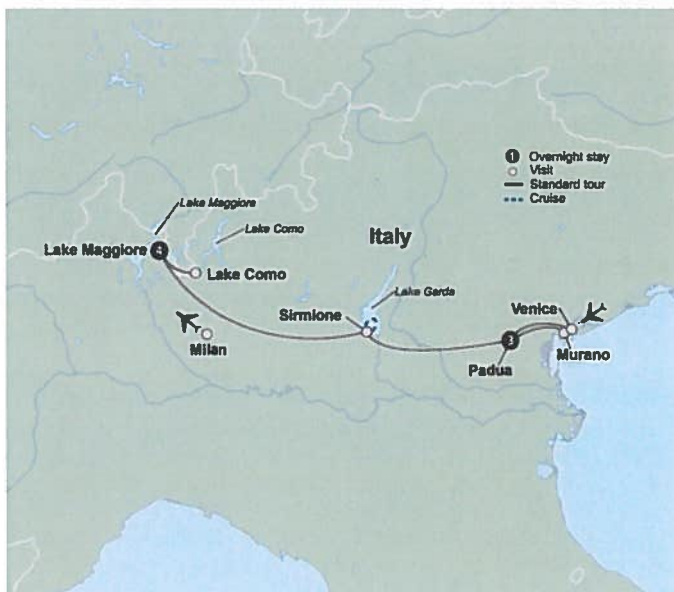 1 Overnight stay
Visit
Standard tour
Cruise
Lake Maggiore
Lake Como
Italy
Lake Maggiore
Lake Como
Lake Garda
Sirmione
Venice
Milan
Murano
Padua